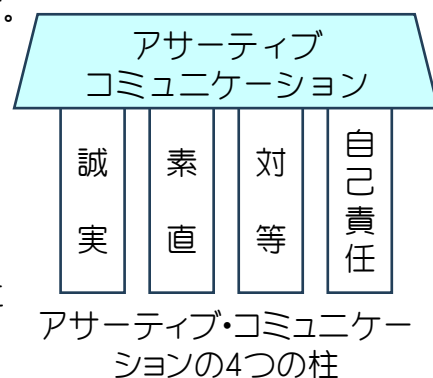 。
アサーティブ
コミュニケーション
誠実
素直
対等
自己責任
アサーティブ・コミュニケー
ションの4つの柱